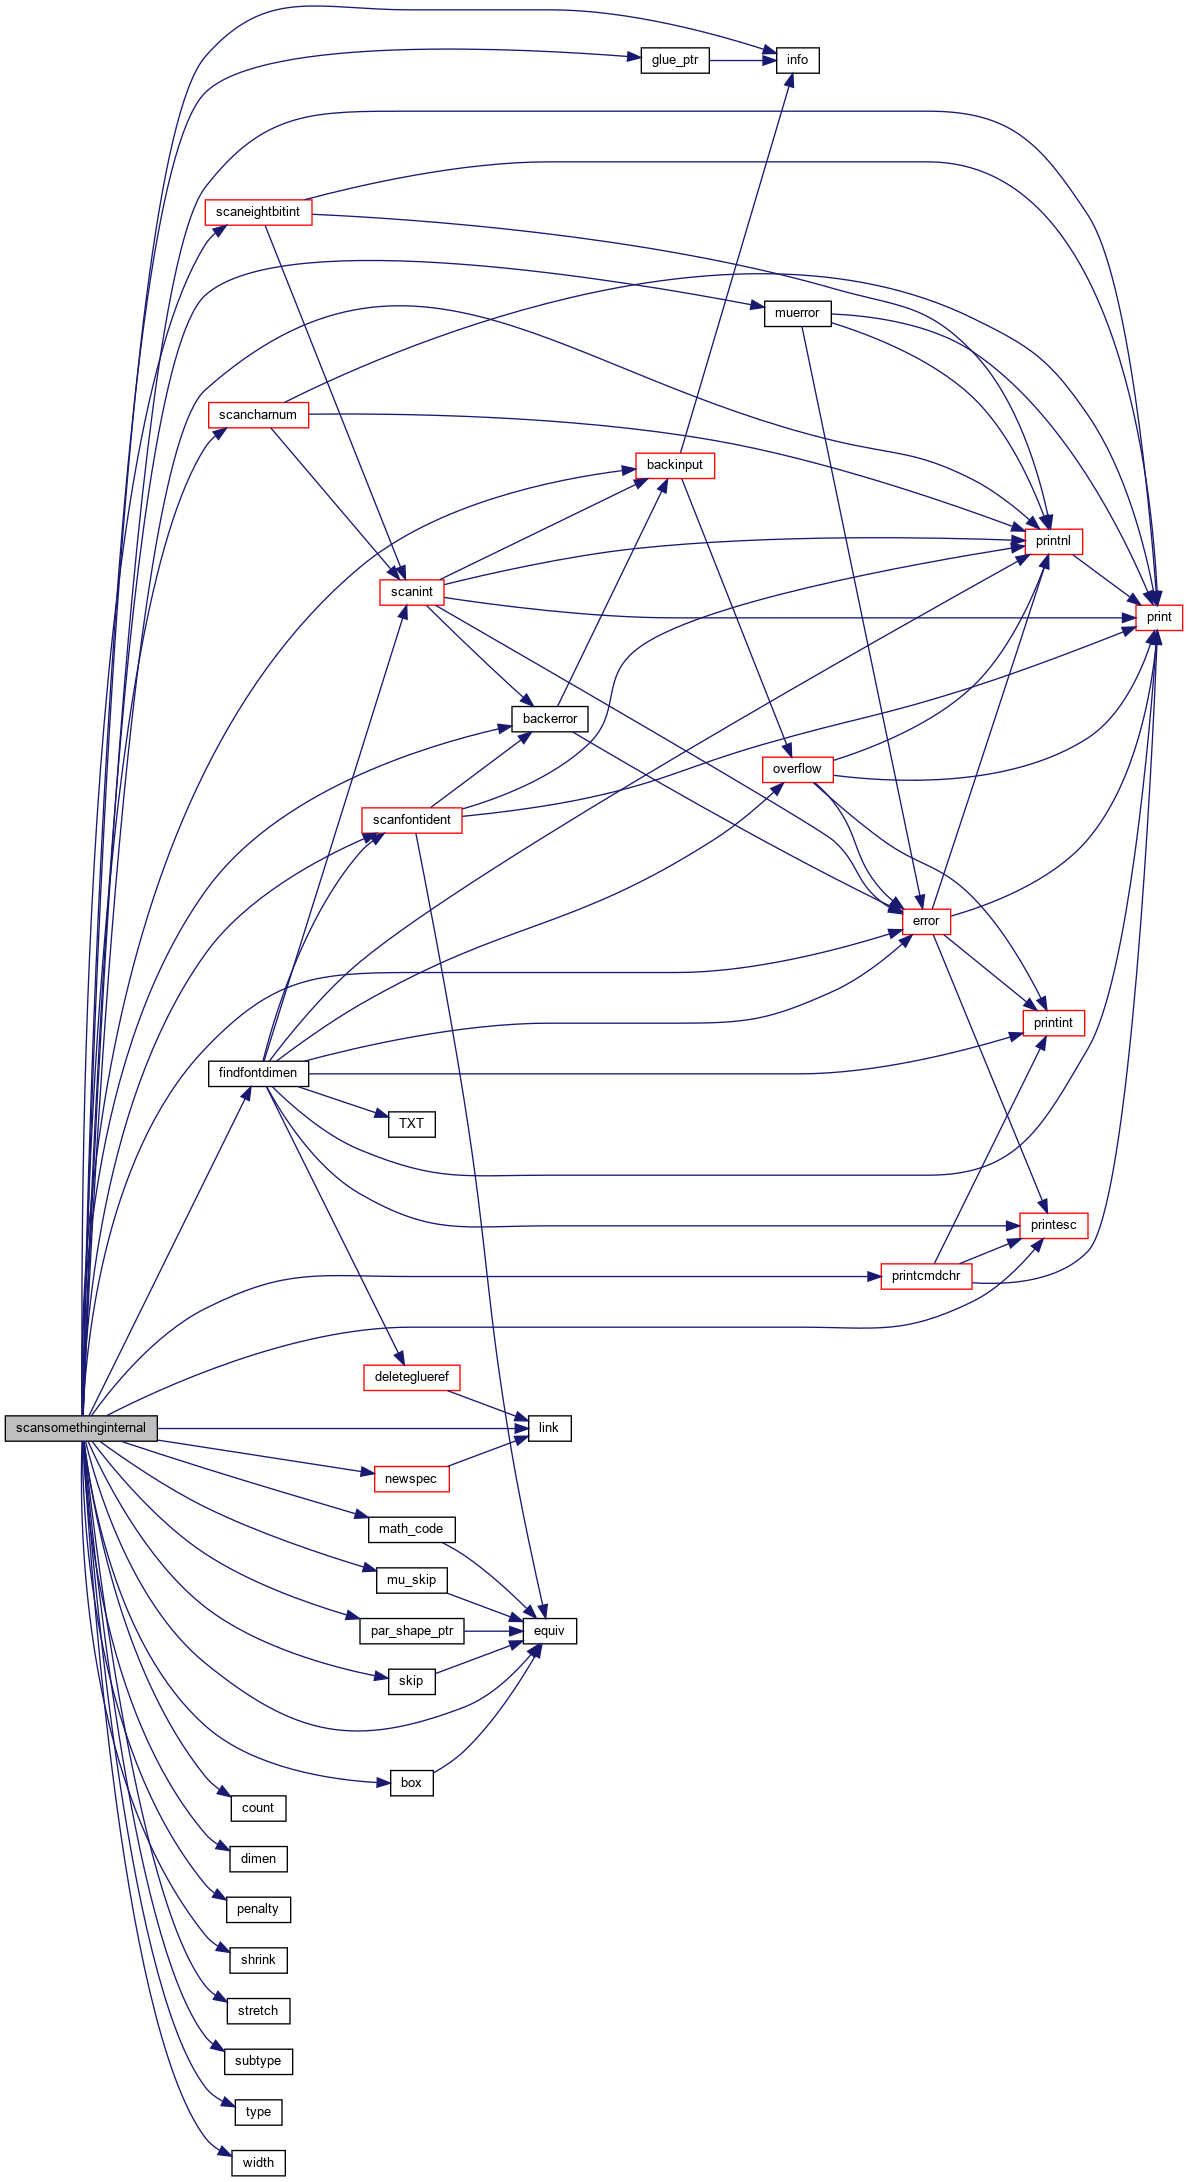 glue_ptr
info
scaneightbitint
muerror
scancharnum
backinput
printnl
scanint
print
backerror
overflow
scanfontident
error
printint
findfontdimen
TXT
printesc
printcmdchr
deleteglueref
scansomethinginternal
link
newspec
math_code
mu_skip
par_shape_ptr
equiv
skip
box
count
dimen
penalty
shrink
stretch
subtype
type
width